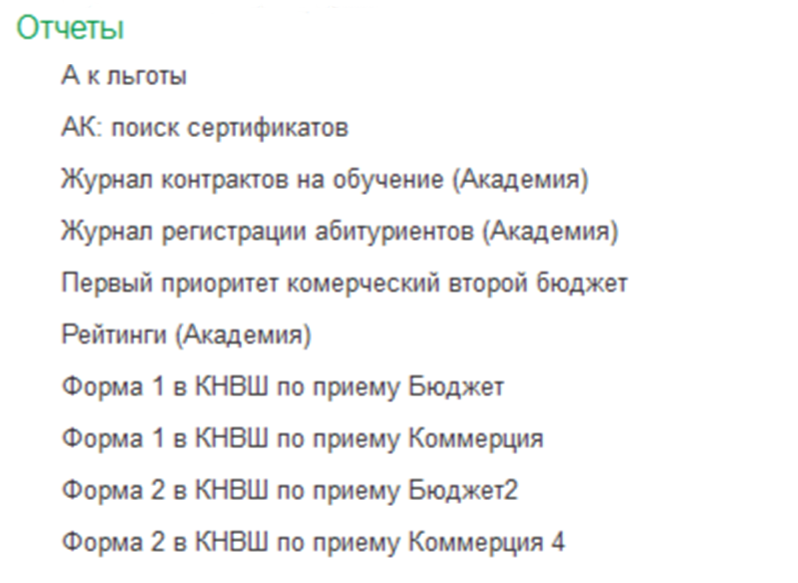 Отчеты
А к льготы
АК: поиск сертификатов
Журнал контрактов на обучение (Академия)
Журнал регистрации абитуриентов (Академия)
Первый приоритет комерческий второй бюджет
Рейтинги (Академия)
Форма 1 в КНВШ по приему Бюджет
Форма 1 в КНВШ по приему Коммерция
Форма 2 в КНВШ по приему Бюджет2
Форма 2 в КНВШ по приему Коммерция 4